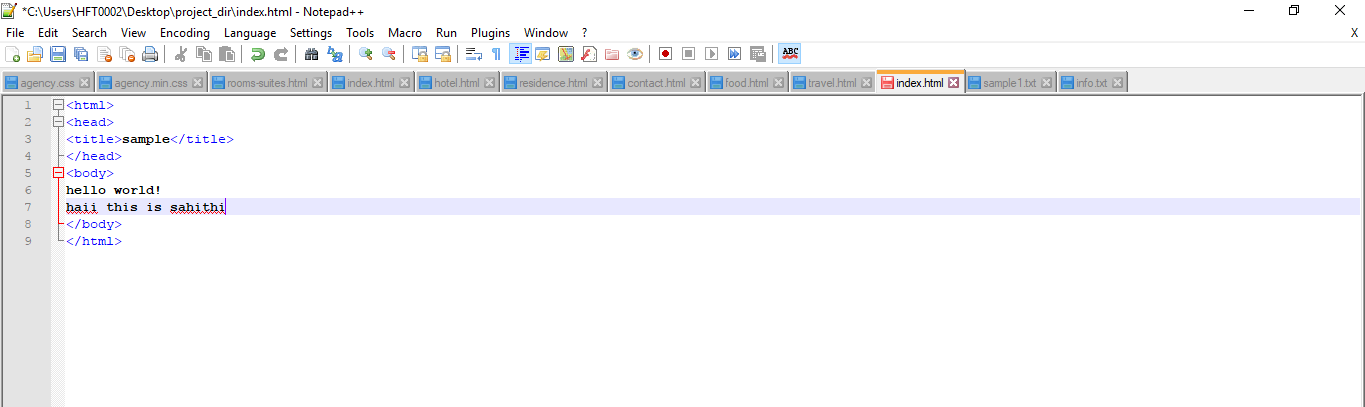 *C:\Users\HFT0002\Desktop\project_dir\index.html - Notepad++
File Edit Search View Encoding Language Settings Tools Macro Run Plugins Window ? X
ABC
agency.css agency.min.css rooms-suites.html index.html hotel.html residence.html contact.html food.html travel.html index.html sample1.txt info.txt
1 <html>
2 <head>
3 <title>sample</title>
4 </head>
5 <body>
6 hello world!
7 haii this is sahithi
8 </body>
9 </html>